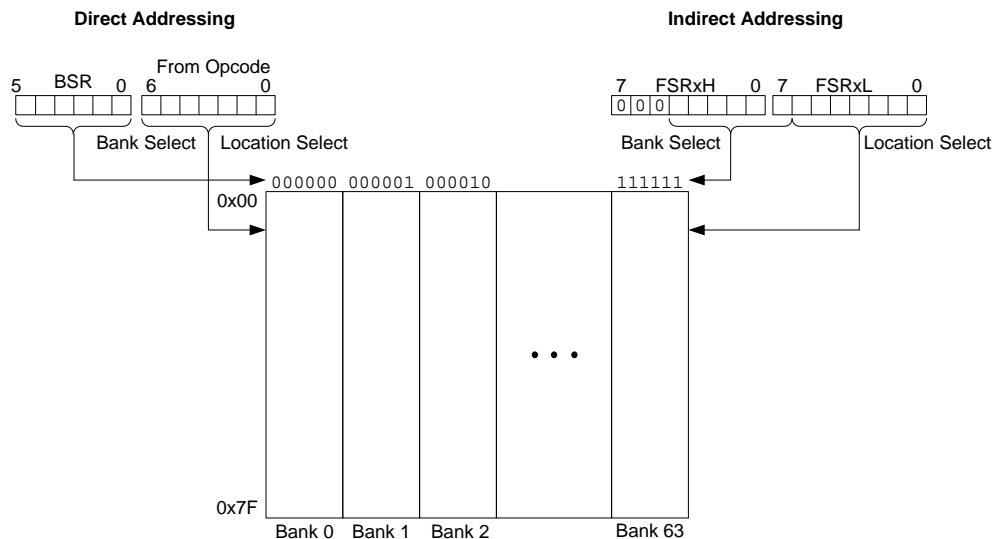 Direct Addressing Indirect Addressing
From Opcode
5 BSR 0 6 0 7 FSRxH 0 7 FSRxL 0
0 0 0
Bank Select Location Select Bank Select Location Select
000000 000001 000010 111111
0x00
...
0x7F
Bank 0 Bank 1 Bank 2 Bank 63